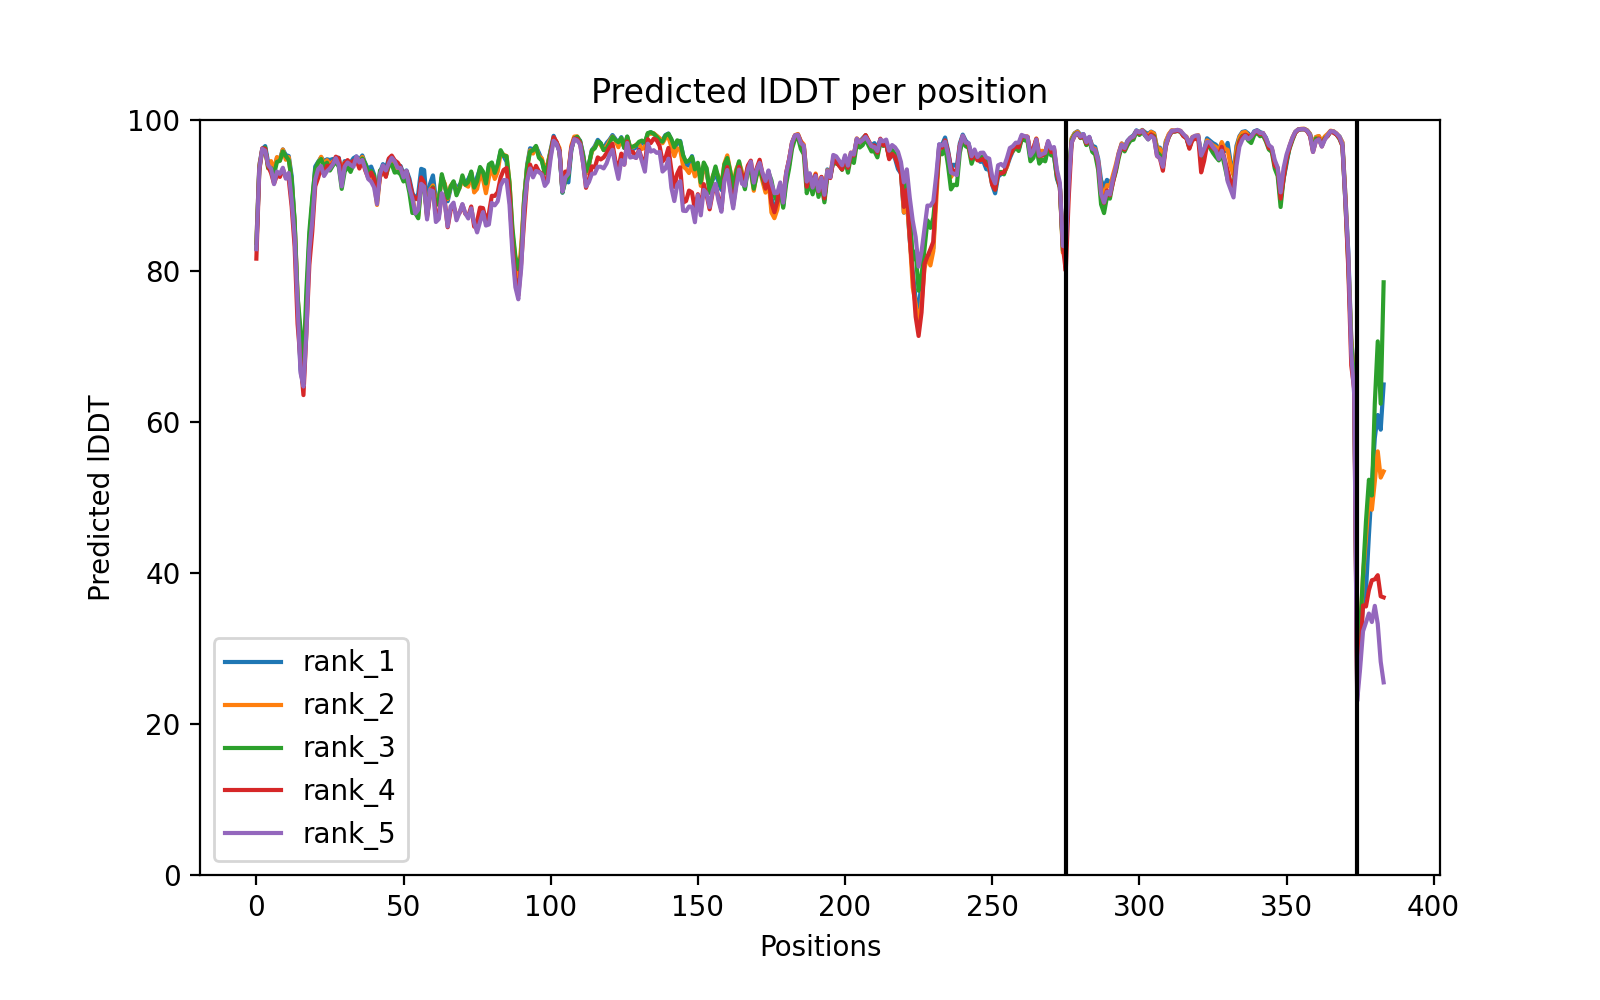 Predicted lDDT per position
100
80
60
40
20
0
Predicted lDDT
rank_1
rank_2
rank_3
rank_4
rank_5
0 50 100 150 200 250 300 350 400
Positions